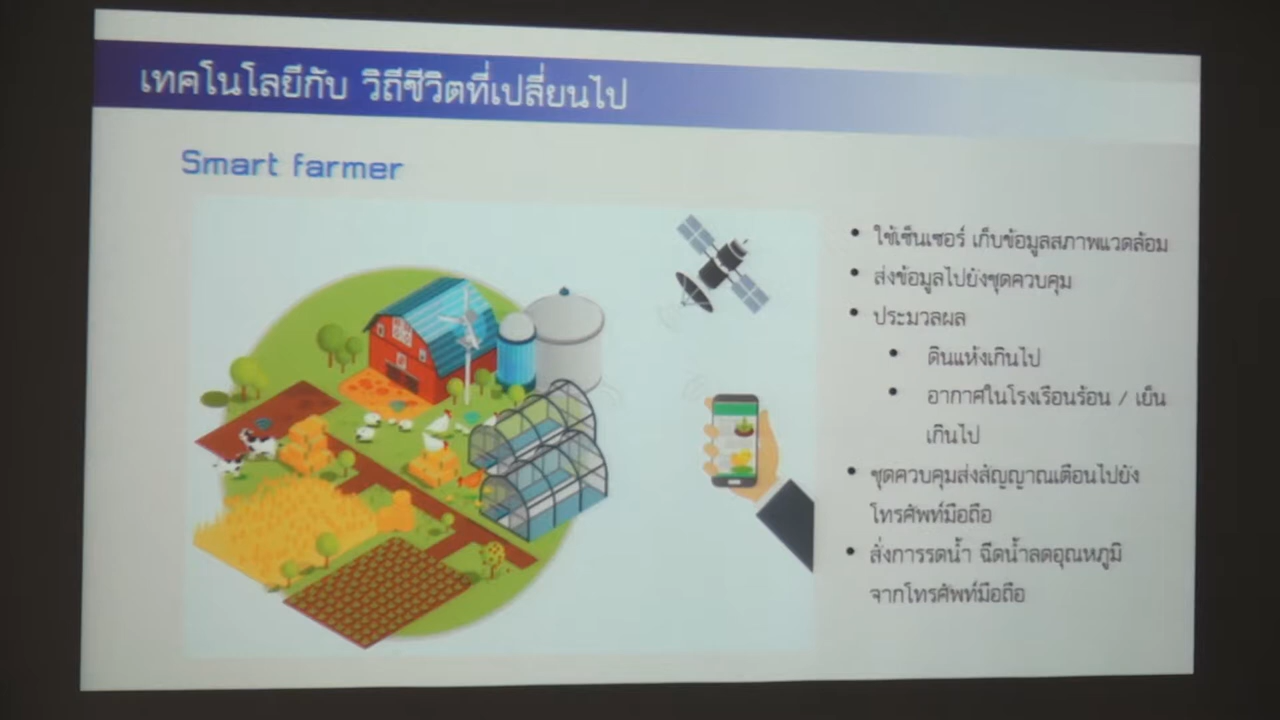 เทคโนโลยีกับ วิถีชีวิตที่เปลี่ยนไป
Smart farmer
• ใช้เซ็นเซอร์ เก็บข้อมูลสภาพแวดล้อม
• ส่งข้อมูลไปยังชุดควบคุม
• ประมวลผล
• ดินแห้งเกินไป
• อากาศในโรงเรือนร้อน / เย็น
เกินไป
• ชุดควบคุมส่งสัญญาณเตือนไปยัง
โทรศัพท์มือถือ
• สั่งการรดน้ำ ฉีดน้ำลดอุณหภูมิ
จากโทรศัพท์มือถือ